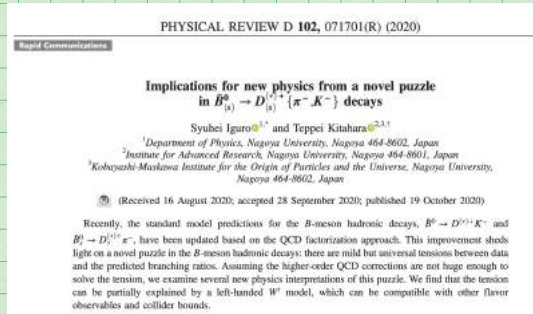 PHYSICAL REVIEW D 102, 071701(R) (2020)
Rapid Communications
Implications for new physics from a novel puzzle
in B̄⁰₍ₛ₎ → D₍ₛ₎⁽*⁾⁺ {π⁻, K⁻} decays
Syuhei Iguro¹,* and Teppei Kitahara²,³,†
¹Department of Physics, Nagoya University, Nagoya 464-8602, Japan
²Institute for Advanced Research, Nagoya University, Nagoya 464-8601, Japan
³Kobayashi-Maskawa Institute for the Origin of Particles and the Universe, Nagoya University,
Nagoya 464-8602, Japan
(Received 16 August 2020; accepted 28 September 2020; published 19 October 2020)
Recently, the standard model predictions for the B-meson hadronic decays, B̄⁰ → D⁽*⁾⁺K⁻ and
B̄⁰ₛ → Dₛ⁽*⁾⁺π⁻, have been updated based on the QCD factorization approach. This improvement sheds
light on a novel puzzle in the B-meson hadronic decays: there are mild but universal tensions between data
and the predicted branching ratios. Assuming the higher-order QCD corrections are not huge enough to
solve the tension, we examine several new physics interpretations of this puzzle. We find that the tension
can be partially explained by a left-handed W′ model, which can be compatible with other flavor
observables and collider bounds.